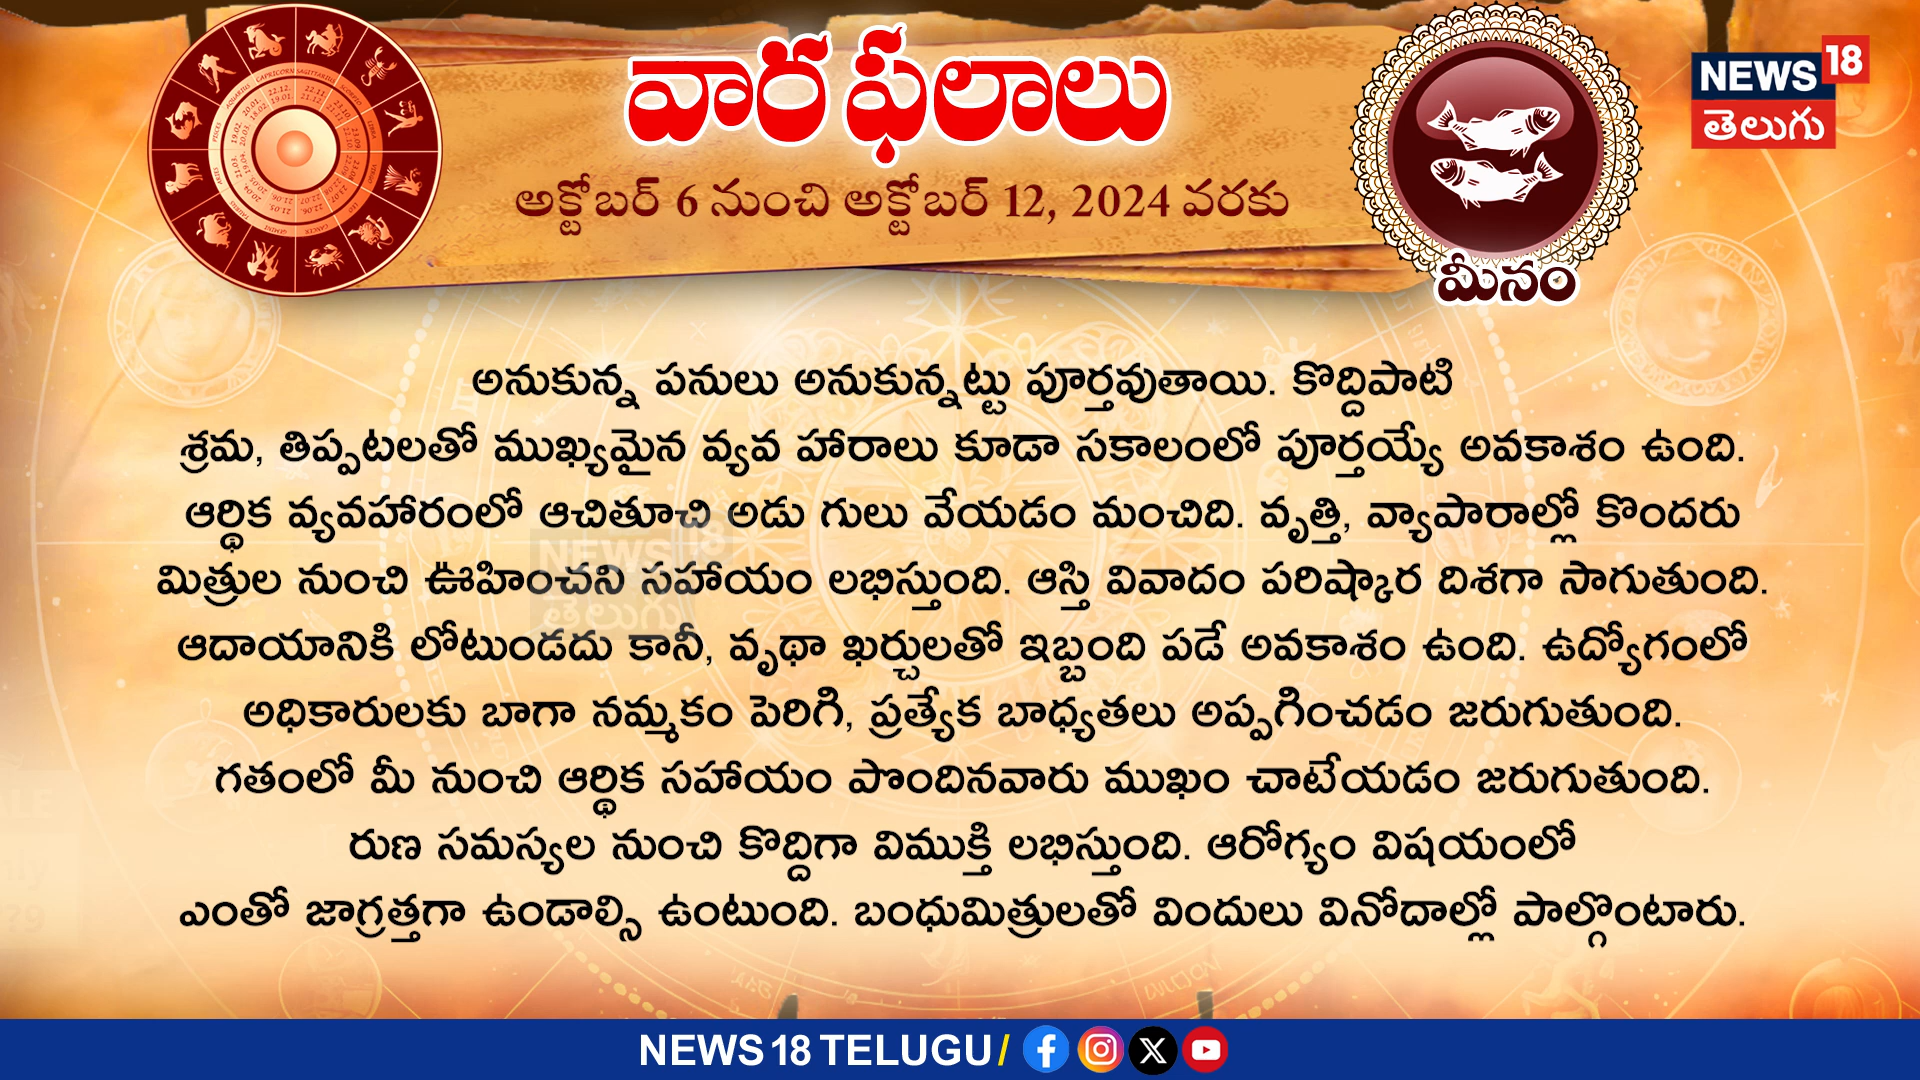 వార ఫలాలు
అక్టోబర్ 6 నుంచి అక్టోబర్ 12, 2024 వరకు
NEWS 18
తెలుగు
మీనం
అనుకున్న పనులు అనుకున్నట్టు పూర్తవుతాయి. కొద్దిపాటి
శ్రమ, తిప్పటలతో ముఖ్యమైన వ్యవ హారాలు కూడా సకాలంలో పూర్తయ్యే అవకాశం ఉంది.
ఆర్థిక వ్యవహారంలో ఆచితూచి అడు గులు వేయడం మంచిది. వృత్తి, వ్యాపారాల్లో కొందరు
మిత్రుల నుంచి ఊహించని సహాయం లభిస్తుంది. ఆస్తి వివాదం పరిష్కార దిశగా సాగుతుంది.
ఆదాయానికి లోటుండదు కానీ, వృథా ఖర్చులతో ఇబ్బంది పడే అవకాశం ఉంది. ఉద్యోగంలో
అధికారులకు బాగా నమ్మకం పెరిగి, ప్రత్యేక బాధ్యతలు అప్పగించడం జరుగుతుంది.
గతంలో మీ నుంచి ఆర్థిక సహాయం పొందినవారు ముఖం చాటేయడం జరుగుతుంది.
రుణ సమస్యల నుంచి కొద్దిగా విముక్తి లభిస్తుంది. ఆరోగ్యం విషయంలో
ఎంతో జాగ్రత్తగా ఉండాల్సి ఉంటుంది. బంధుమిత్రులతో విందులు వినోదాల్లో పాల్గొంటారు.
NEWS 18 TELUGU /